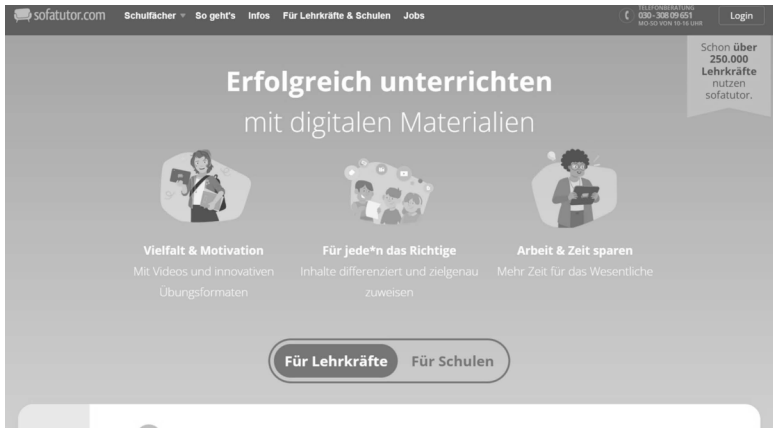 sofatutor.com Schulfächer So geht's Infos Für Lehrkräfte & Schulen Jobs
TELEFONBERATUNG
030-308 09 651
MO-SO VON 10-16 UHR
Login
Schon über
250.000
Lehrkräfte
nutzen
sofatutor.
Erfolgreich unterrichten
mit digitalen Materialien
Vielfalt & Motivation
Mit Videos und innovativen
Übungsformaten
Für jede*n das Richtige
Inhalte differenziert und zielgenau
zuweisen
Arbeit & Zeit sparen
Mehr Zeit für das Wesentliche
Für Lehrkräfte Für Schulen